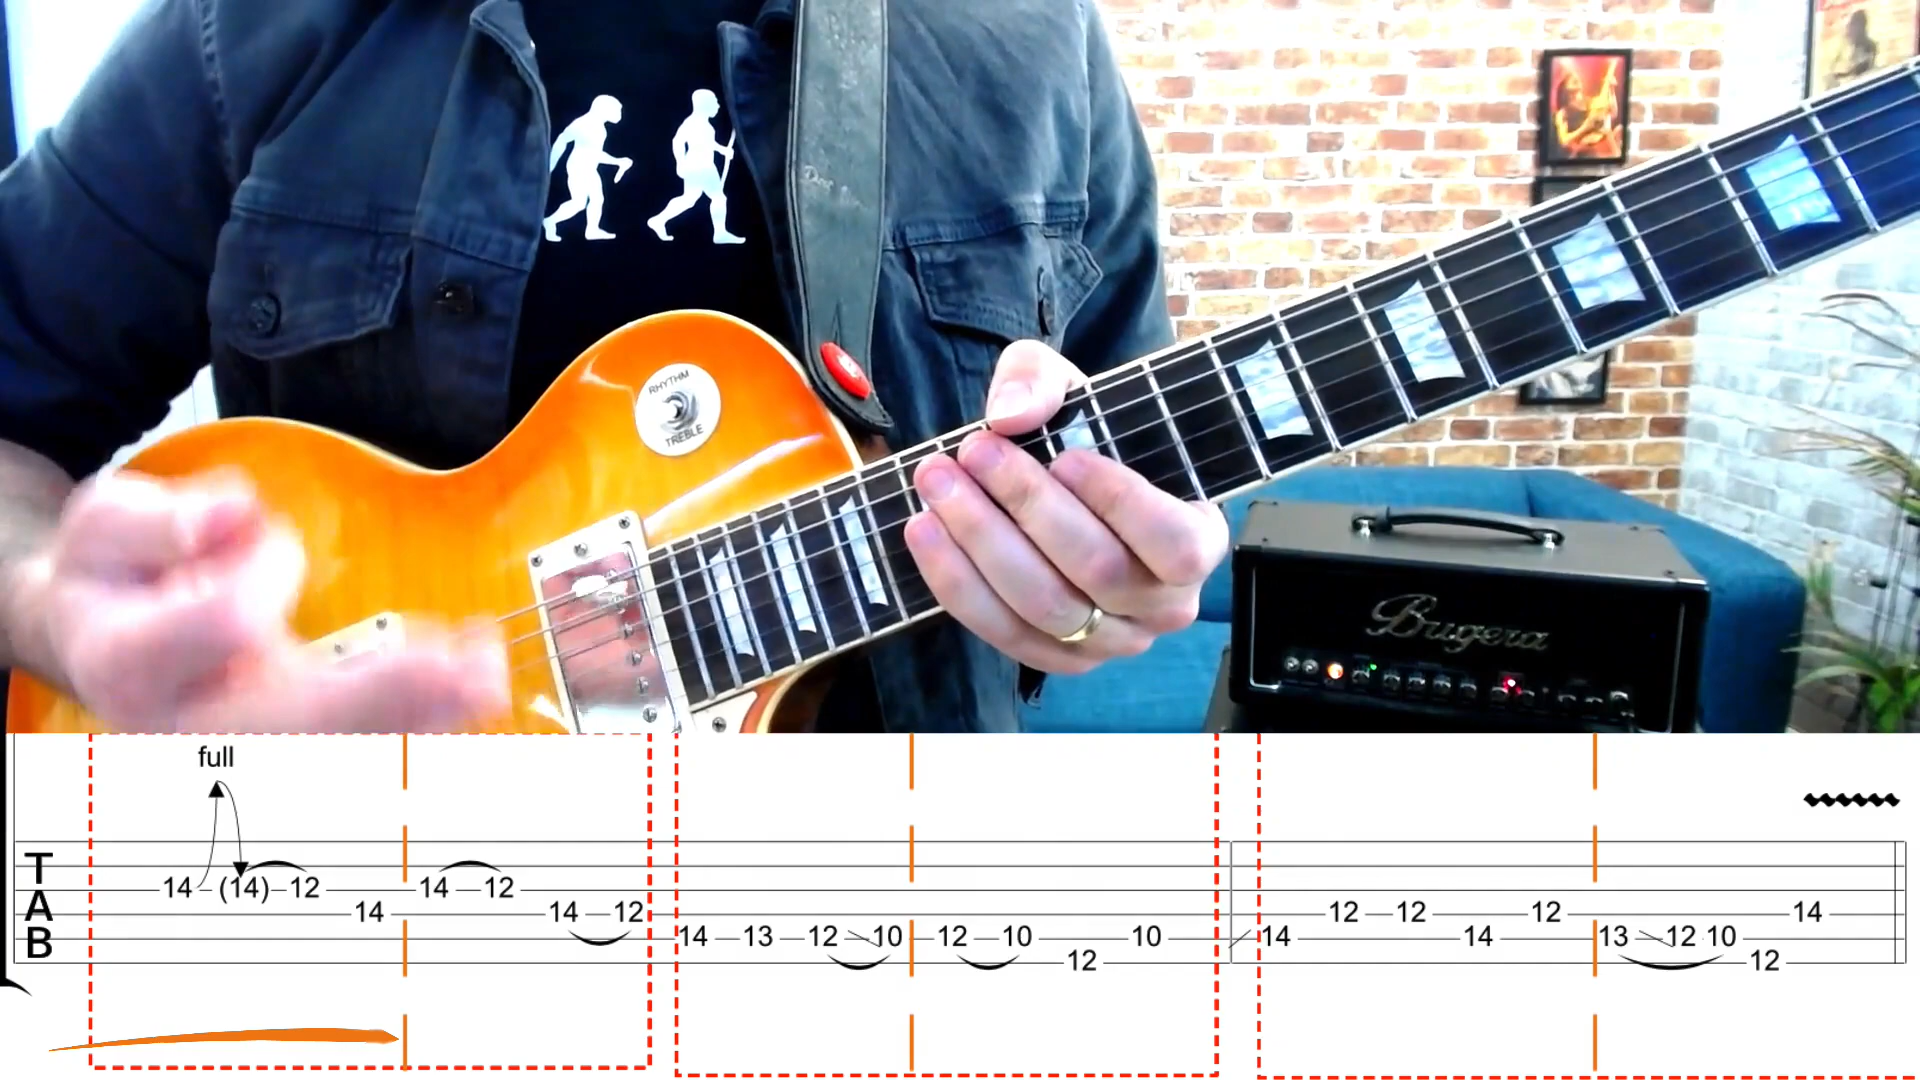 RHYTHM
TREBLE
Bugera
full
T
A
B
14 (14) 12 14 12
14 14 12 12 12 12 14
14 13 12 10 12 10 10 14 14 13 12 10
12 12